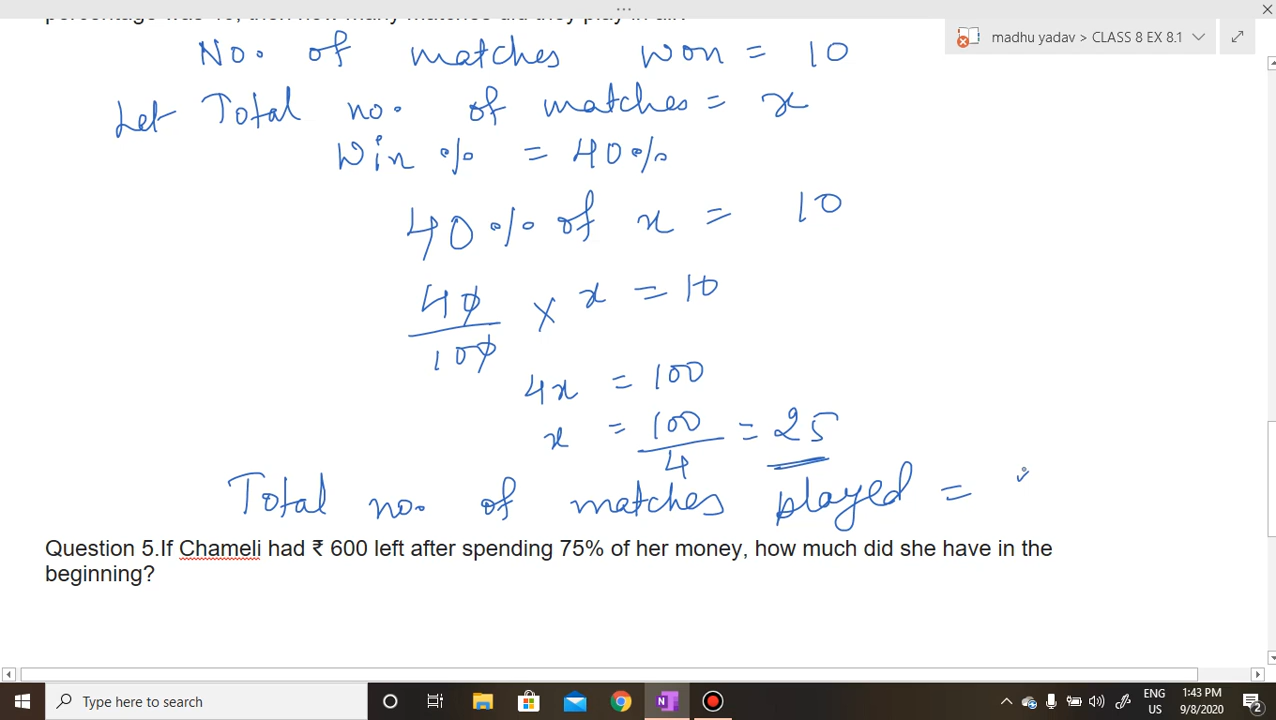 madhu yadav > CLASS 8 EX 8.1
No. of matches won = 10
Let Total no. of matches = x
Win % = 40%
40% of x = 10
40/100 × x = 10
4x = 100
x = 100/4 = 25
Total no. of matches played =
Question 5.If Chameli had ₹ 600 left after spending 75% of her money, how much did she have in the
beginning?
Type here to search
ENG
US
1:43 PM
9/8/2020
2